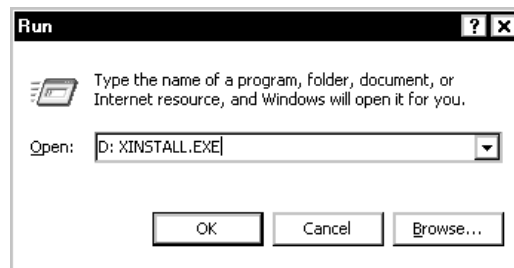 Run
Type the name of a program, folder, document, or
Internet resource, and Windows will open it for you.
Open: D: XINSTALL.EXE
OK Cancel Browse...